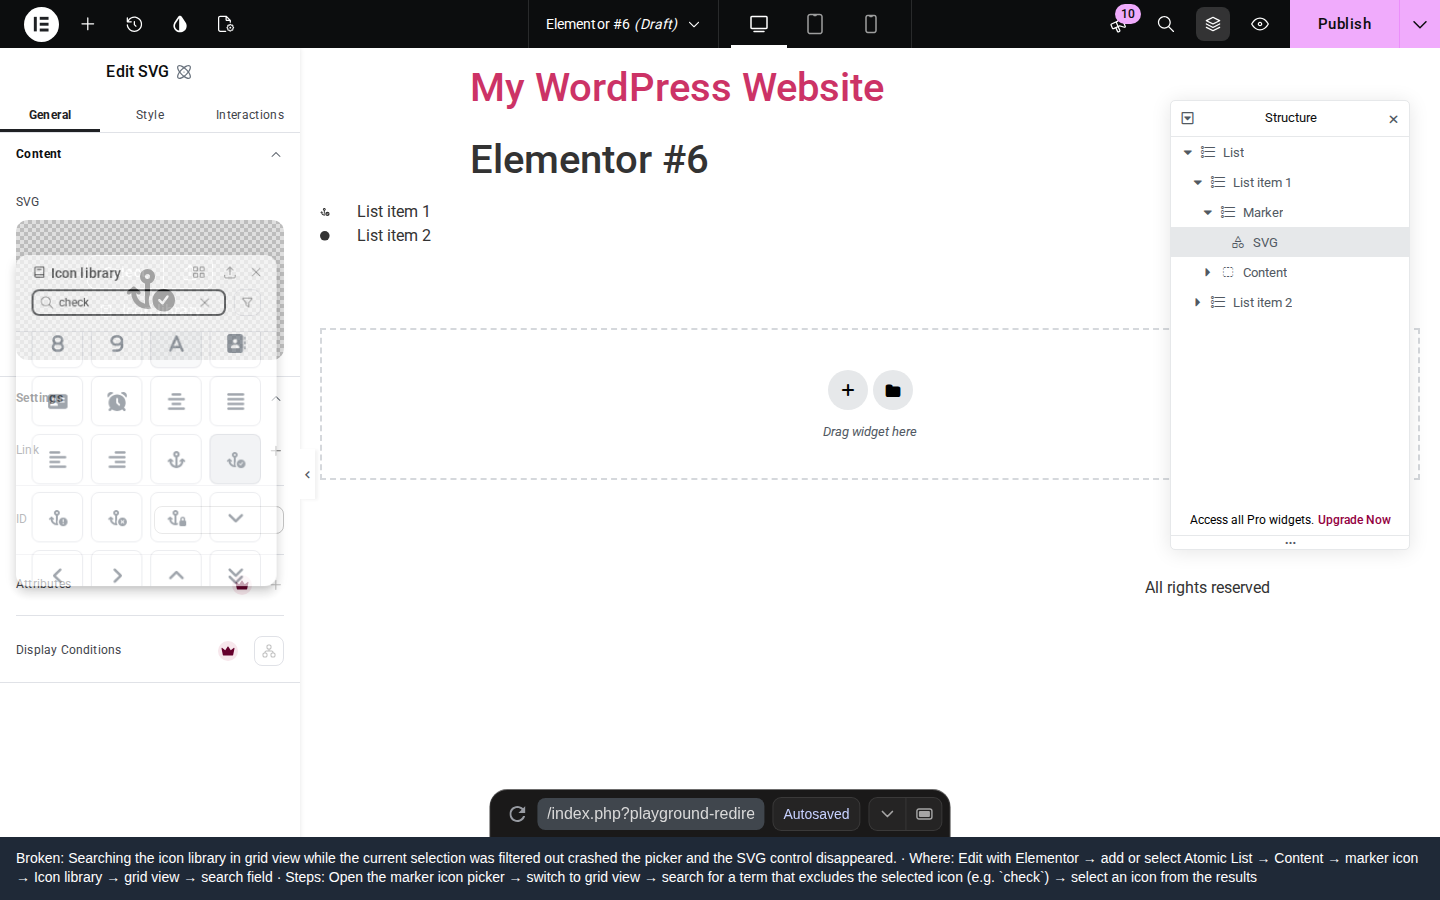 Elementor #6 (Draft)
10
Publish
Edit SVG
General
Style
Interactions
Content
SVG
Icon library
check
8
9
A
Settings
Link
ID
Attributes
Display Conditions
My WordPress Website
Elementor #6
List item 1
List item 2
Drag widget here
All rights reserved
Structure
List
List item 1
Marker
SVG
Content
List item 2
Access all Pro widgets. Upgrade Now
/index.php?playground-redire
Autosaved
Broken: Searching the icon library in grid view while the current selection was filtered out crashed the picker and the SVG control disappeared. · Where: Edit with Elementor → add or select Atomic List → Content → marker icon
→ Icon library → grid view → search field · Steps: Open the marker icon picker → switch to grid view → search for a term that excludes the selected icon (e.g. `check`) → select an icon from the results